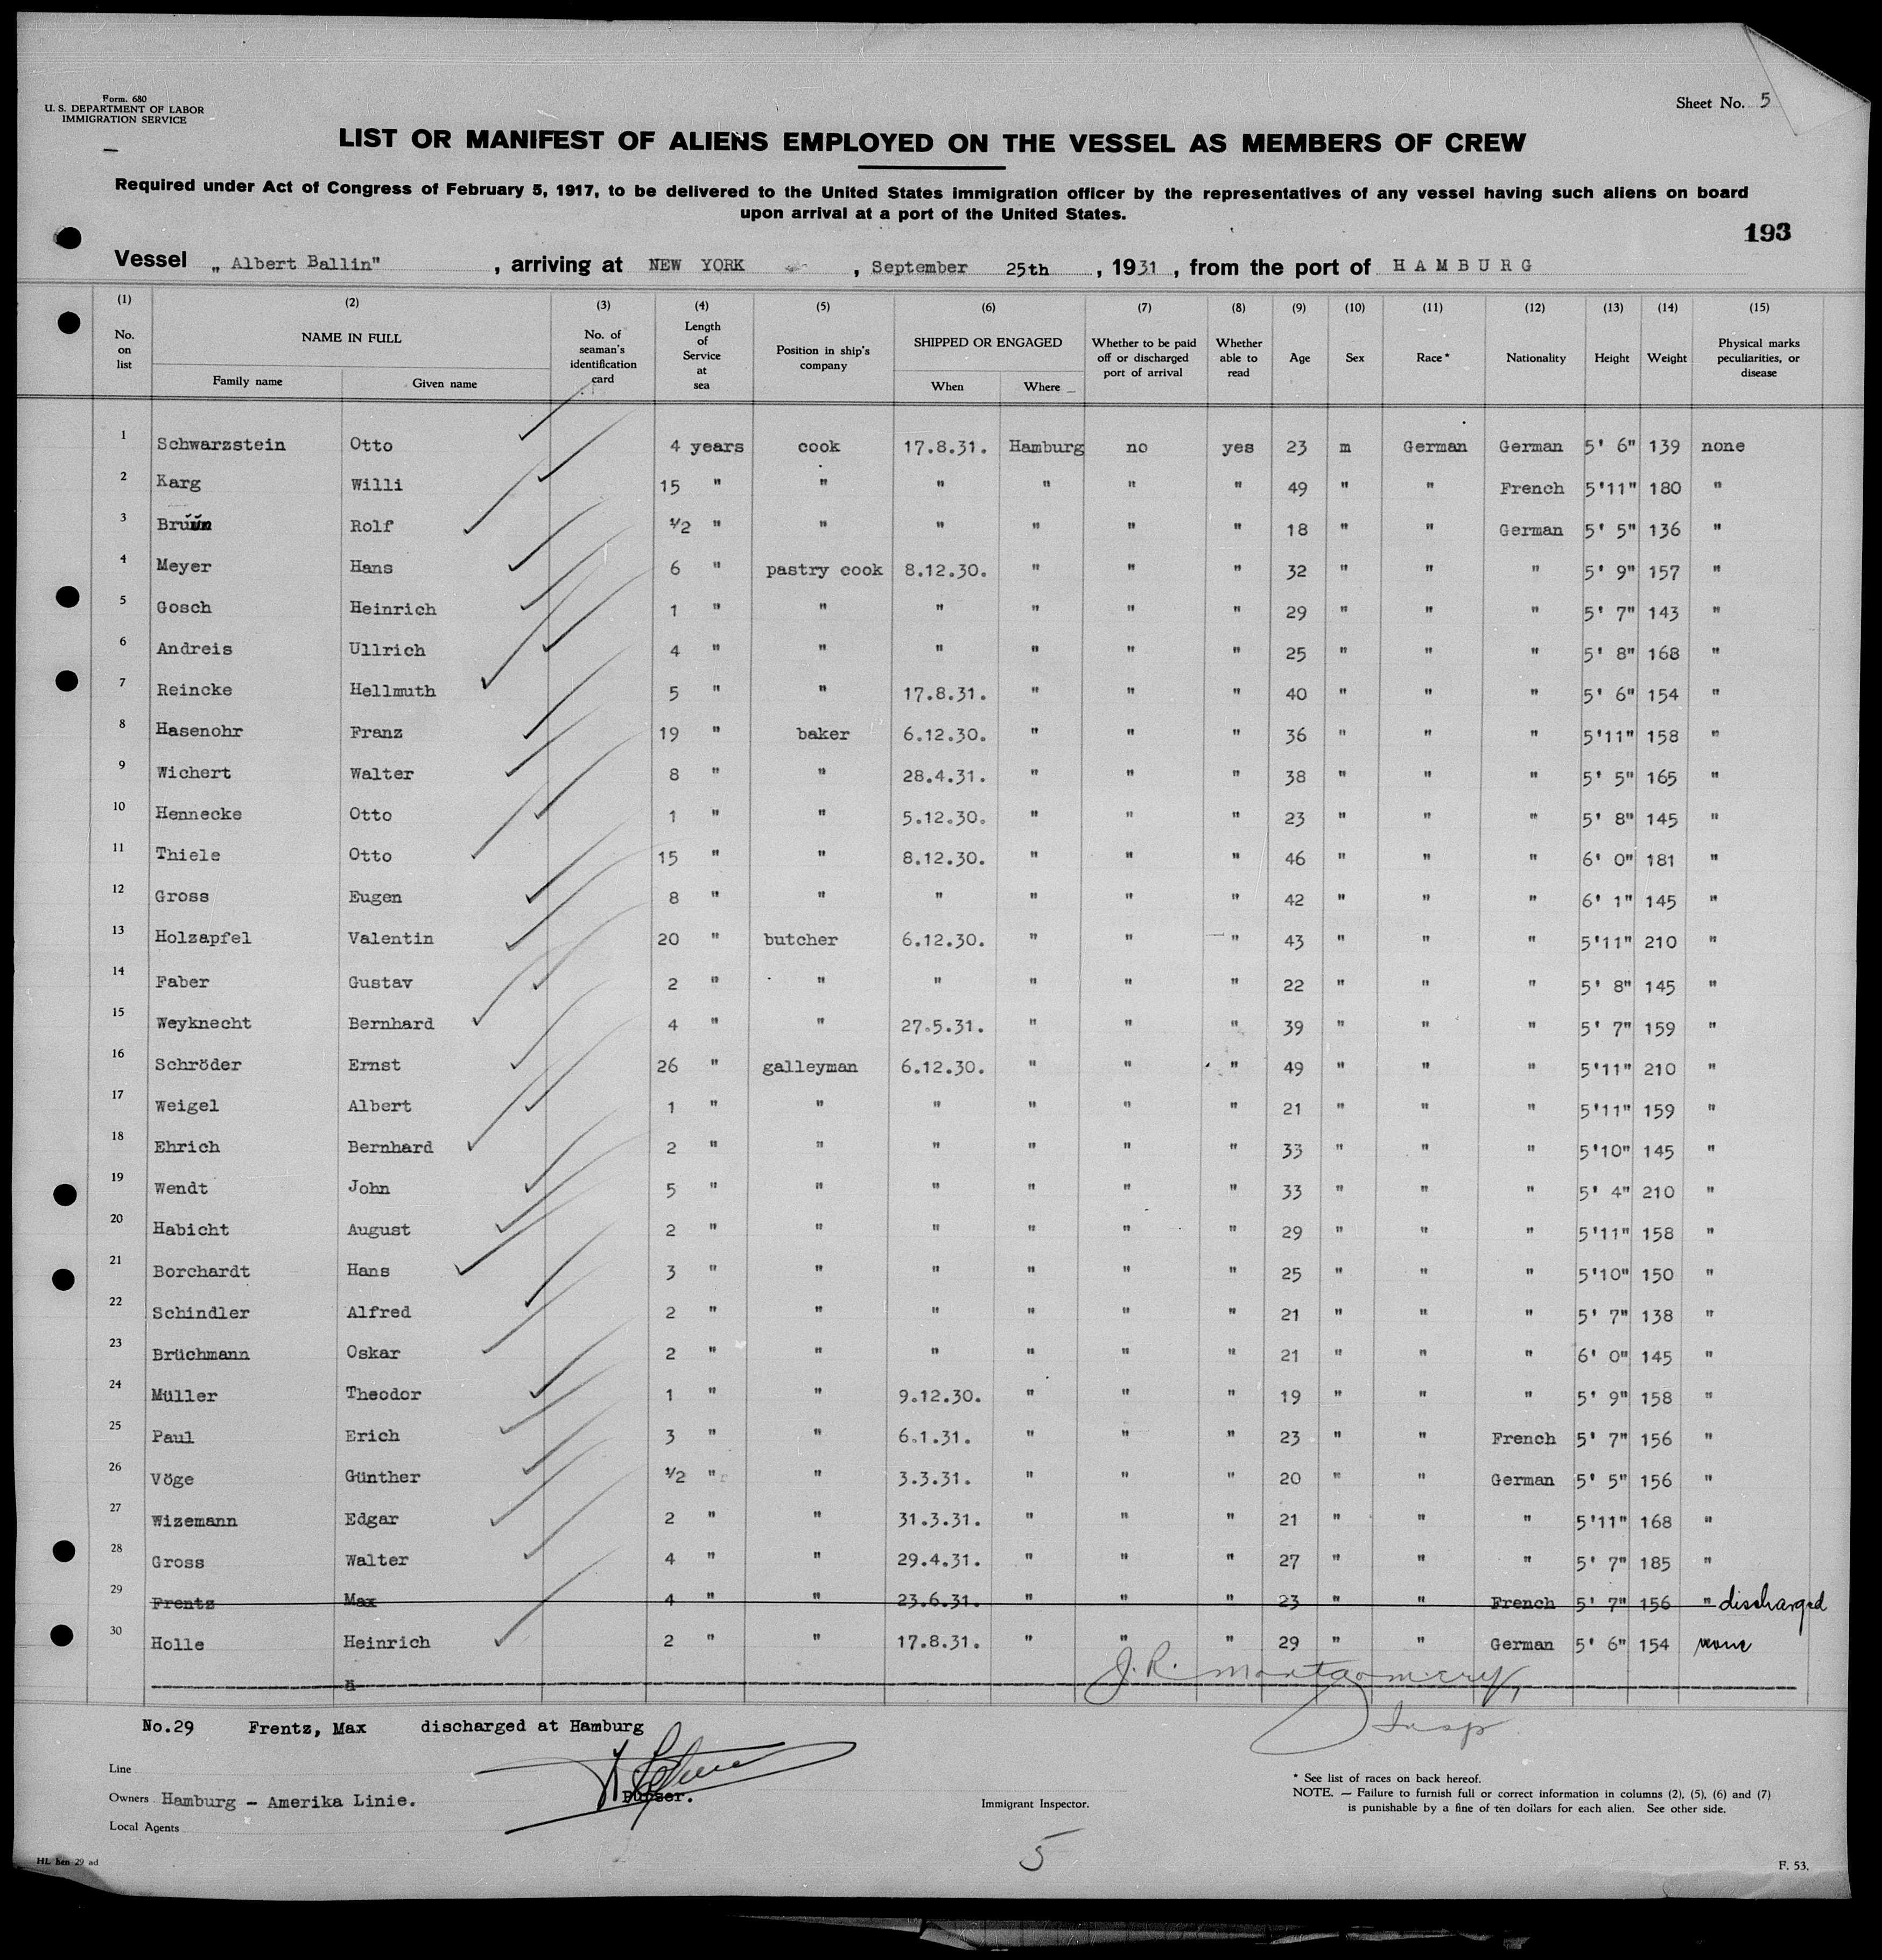 Form. 680
U. S. DEPARTMENT OF LABOR
IMMIGRATION SERVICE
Sheet No. 5
LIST OR MANIFEST OF ALIENS EMPLOYED ON THE VESSEL AS MEMBERS OF CREW
Required under Act of Congress of February 5, 1917, to be delivered to the United States immigration officer by the representatives of any vessel having such aliens on board
upon arrival at a port of the United States.
193
Vessel „ Albert Ballin" , arriving at NEW YORK , September 25th , 1931 , from the port of HAMBURG
(1) (2) (3) (4) (5) (6) (7) (8) (9) (10) (11) (12) (13) (14) (15)
No. on list NAME IN FULL No. of seaman's identification card Length of Service at sea Position in ship's company SHIPPED OR ENGAGED Whether to be paid off or discharged port of arrival Whether able to read Age Sex Race* Nationality Height Weight Physical marks peculiarities, or disease
Family name Given name When Where
1 Schwarzstein Otto 4 years cook 17.8.31. Hamburg no yes 23 m German German 5' 6" 139 none
2 Karg Willi 15 " " " " " " 49 " " French 5'11" 180 "
3 Rolf ½ " " " " " " 18 " " German 5' 5" 136 "
4 Meyer Hans 6 " pastry cook 8.12.30. " " " 32 " " " 5' 9" 157 "
5 Gosch Heinrich 1 " " " " " " 29 " " " 5' 7" 143 "
6 Andreis Ullrich 4 " " " " " " 25 " " " 5' 8" 168 "
7 Reincke Hellmuth 5 " " 17.8.31. " " " 40 " " " 5' 6" 154 "
8 Hasenohr Franz 19 " baker 6.12.30. " " " 36 " " " 5'11" 158 "
9 Wichert Walter 8 " " 28.4.31. " " " 38 " " " 5' 5" 165 "
10 Hennecke Otto 1 " " 5.12.30. " " " 23 " " " 5' 8" 145 "
11 Thiele Otto 15 " " 8.12.30. " " " 46 " " " 6' 0" 181 "
12 Gross Eugen 8 " " " " " " 42 " " " 6' 1" 145 "
13 Holzapfel Valentin 20 " butcher 6.12.30. " " " 43 " " " 5'11" 210 "
14 Faber Gustav 2 " " " " " " 22 " " " 5' 8" 145 "
15 Weyknecht Bernhard 4 " " 27.5.31. " " " 39 " " " 5' 7" 159 "
16 Schröder Ernst 26 " galleyman 6.12.30. " " " 49 " " " 5'11" 210 "
17 Weigel Albert 1 " " " " " " 21 " " " 5'11" 159 "
18 Ehrich Bernhard 2 " " " " " " 33 " " " 5'10" 145 "
19 Wendt John 5 " " " " " " 33 " " " 5' 4" 210 "
20 Habicht August 2 " " " " " " 29 " " " 5'11" 158 "
21 Borchardt Hans 3 " " " " " " 25 " " " 5'10" 150 "
22 Schindler Alfred 2 " " " " " " 21 " " " 5' 7" 138 "
23 Brüchmann Oskar 2 " " " " " " 21 " " " 6' 0" 145 "
24 Müller Theodor 1 " " 9.12.30. " " " 19 " " " 5' 9" 158 "
25 Paul Erich 3 " " 6.1.31. " " " 23 " " French 5' 7" 156 "
26 Vöge Günther ½ " " 3.3.31. " " " 20 " " German 5' 5" 156 "
27 Wizemann Edgar 2 " " 31.3.31. " " " 21 " " " 5'11" 168 "
28 Gross Walter 4 " " 29.4.31. " " " 27 " " " 5' 7" 185 "
29 Frentz Max 4 " " 23.6.31. " " " 23 " " French 5' 7" 156 " discharged
30 Holle Heinrich 2 " " 17.8.31. " " " 29 " " German 5' 6" 154 none
J. R. Montgomery,
Insp.
No.29 Frentz, Max discharged at Hamburg
Line
Owners Hamburg - Amerika Linie.
Purser.
Local Agents
Immigrant Inspector.
* See list of races on back hereof.
NOTE. — Failure to furnish full or correct information in columns (2), (5), (6) and (7)
is punishable by a fine of ten dollars for each alien. See other side.
5
HL hen 29 ad
F. 53.